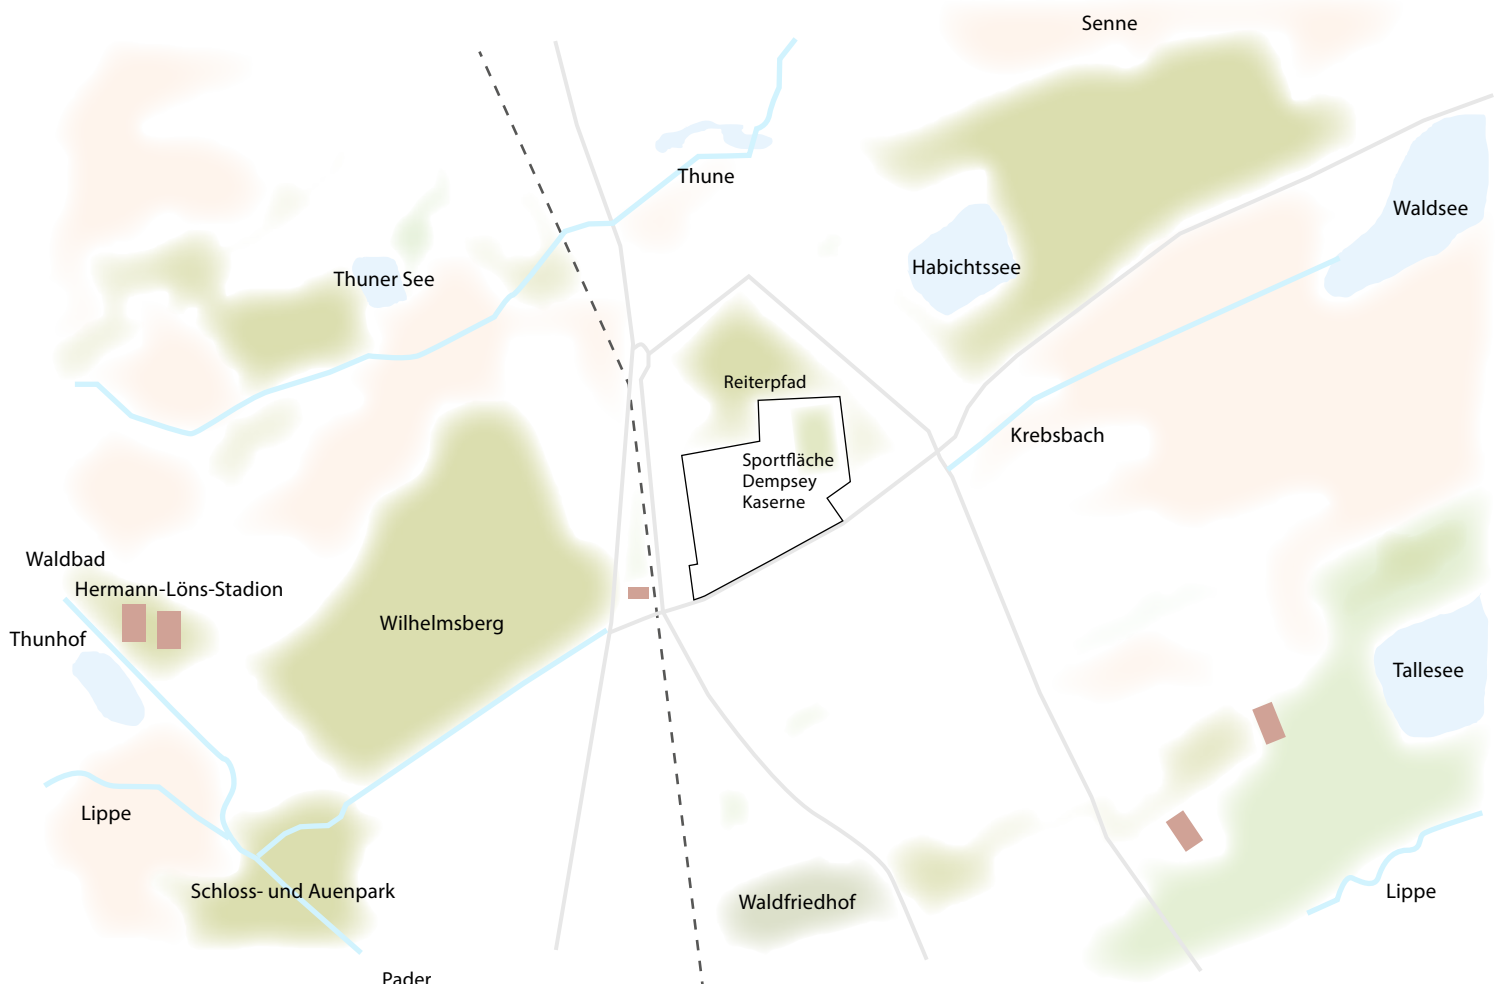 Senne
Thune
Waldsee
Habichtssee
Thuner See
Reiterpfad
Krebsbach
Sportfläche
Dempsey
Kaserne
Waldbad
Hermann-Löns-Stadion
Wilhelmsberg
Thunhof
Tallesee
Lippe
Schloss- und Auenpark
Waldfriedhof
Lippe
Pader